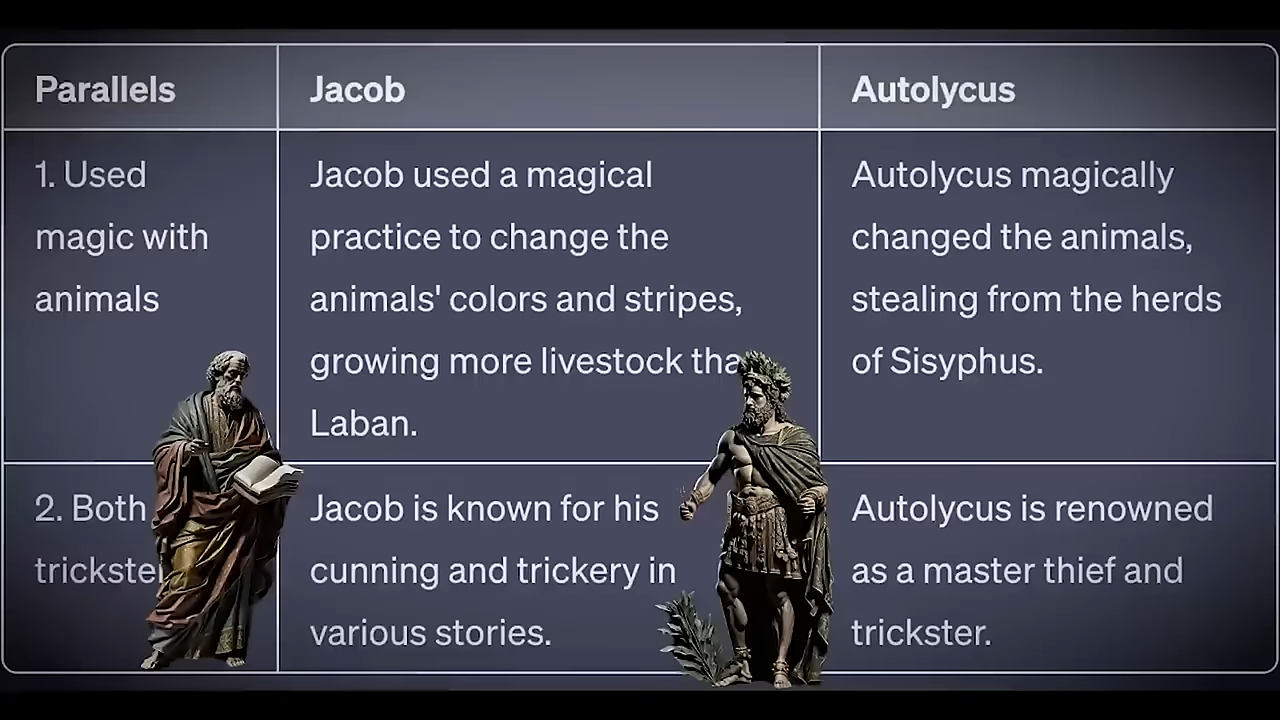 Parallels
Jacob
Autolycus
1. Used
magic with
animals
Jacob used a magical
practice to change the
animals' colors and stripes,
growing more livestock tha
Laban.
Autolycus magically
changed the animals,
stealing from the herds
of Sisyphus.
2. Both
trickste
Jacob is known for his
cunning and trickery in
various stories.
Autolycus is renowned
as a master thief and
trickster.